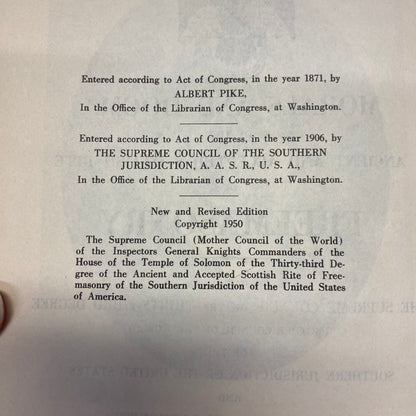 Entered according to Act of Congress, in the year 1871, by
ALBERT PIKE,
In the Office of the Librarian of Congress, at Washington.
Entered according to Act of Congress, in the year 1906, by
THE SUPREME COUNCIL OF THE SOUTHERN
JURISDICTION, A. A. S. R., U. S. A.,
In the Office of the Librarian of Congress, at Washington.
New and Revised Edition
Copyright 1950
The Supreme Council (Mother Council of the World)
of the Inspectors General Knights Commanders of the
House of the Temple of Solomon of the Thirty-third De-
gree of the Ancient and Accepted Scottish Rite of Free-
masonry of the Southern Jurisdiction of the United States
of America.